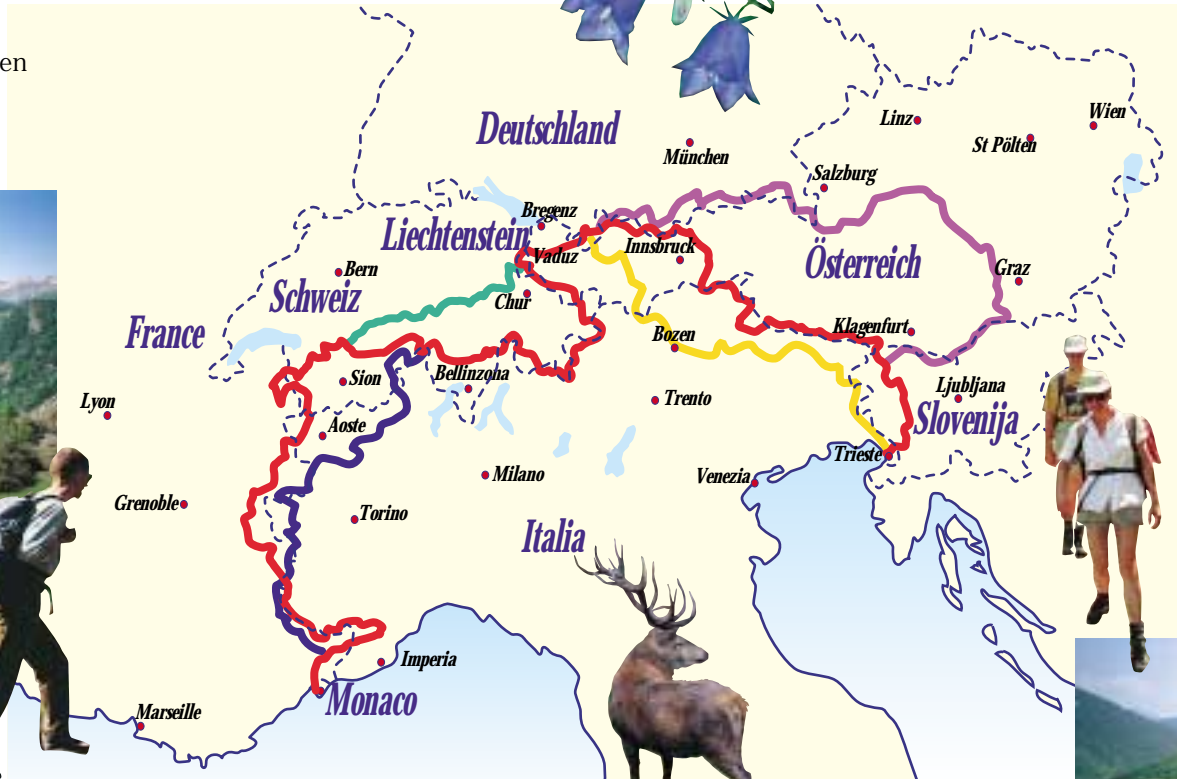 en
Deutschland
Linz
Wien
St Pölten
München
Salzburg
Bregenz
Liechtenstein
Vaduz
Innsbruck
Österreich
Bern
Schweiz
Chur
Graz
France
Klagenfurt
Bozen
Sion
Bellinzona
Ljubljana
Lyon
Trento
Slovenija
Aoste
Trieste
Milano
Venezia
Grenoble
Torino
Italia
Imperia
Monaco
Marseille